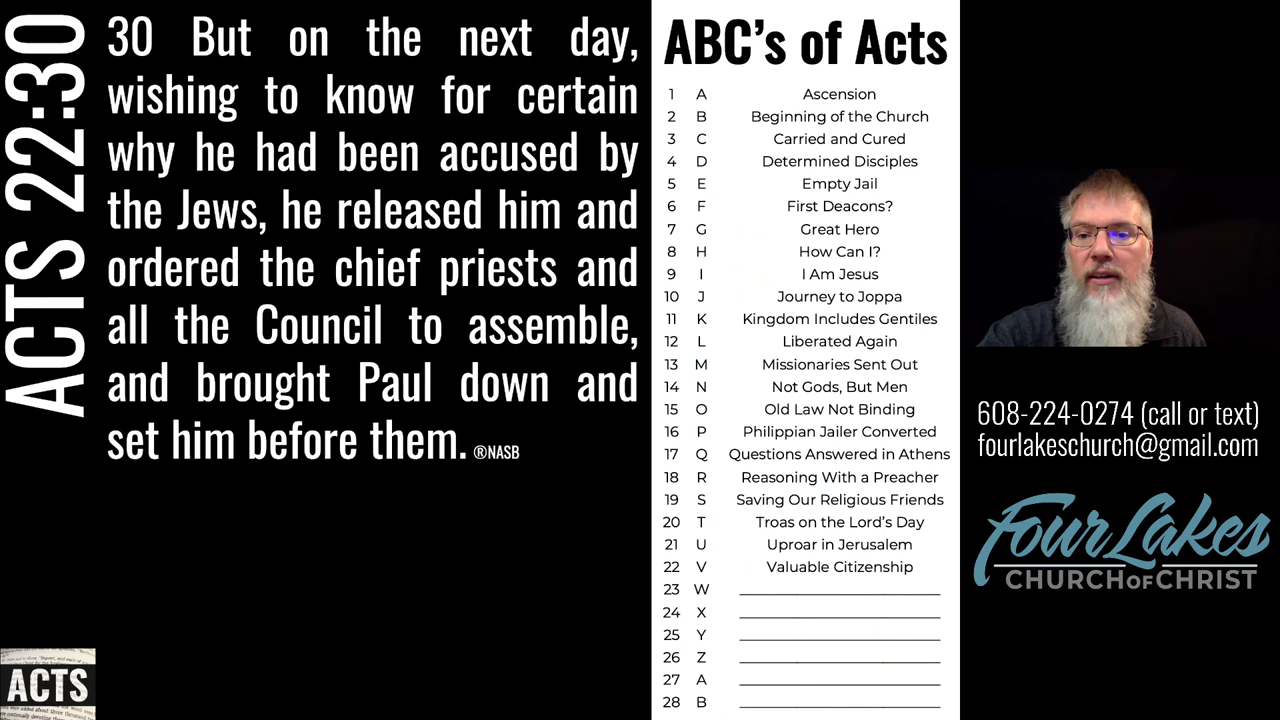 ACTS 22:30
30 But on the next day,
wishing to know for certain
why he had been accused by
the Jews, he released him and
ordered the chief priests and
all the Council to assemble,
and brought Paul down and
set him before them. ®NASB
ACTS
ABC’s of Acts
1 A Ascension
2 B Beginning of the Church
3 C Carried and Cured
4 D Determined Disciples
5 E Empty Jail
6 F First Deacons?
7 G Great Hero
8 H How Can I?
9 I I Am Jesus
10 J Journey to Joppa
11 K Kingdom Includes Gentiles
12 L Liberated Again
13 M Missionaries Sent Out
14 N Not Gods, But Men
15 O Old Law Not Binding
16 P Philippian Jailer Converted
17 Q Questions Answered in Athens
18 R Reasoning With a Preacher
19 S Saving Our Religious Friends
20 T Troas on the Lord’s Day
21 U Uproar in Jerusalem
22 V Valuable Citizenship
23 W
24 X
25 Y
26 Z
27 A
28 B
608-224-0274 (call or text)
fourlakeschurch@gmail.com
Four Lakes
CHURCH OF CHRIST